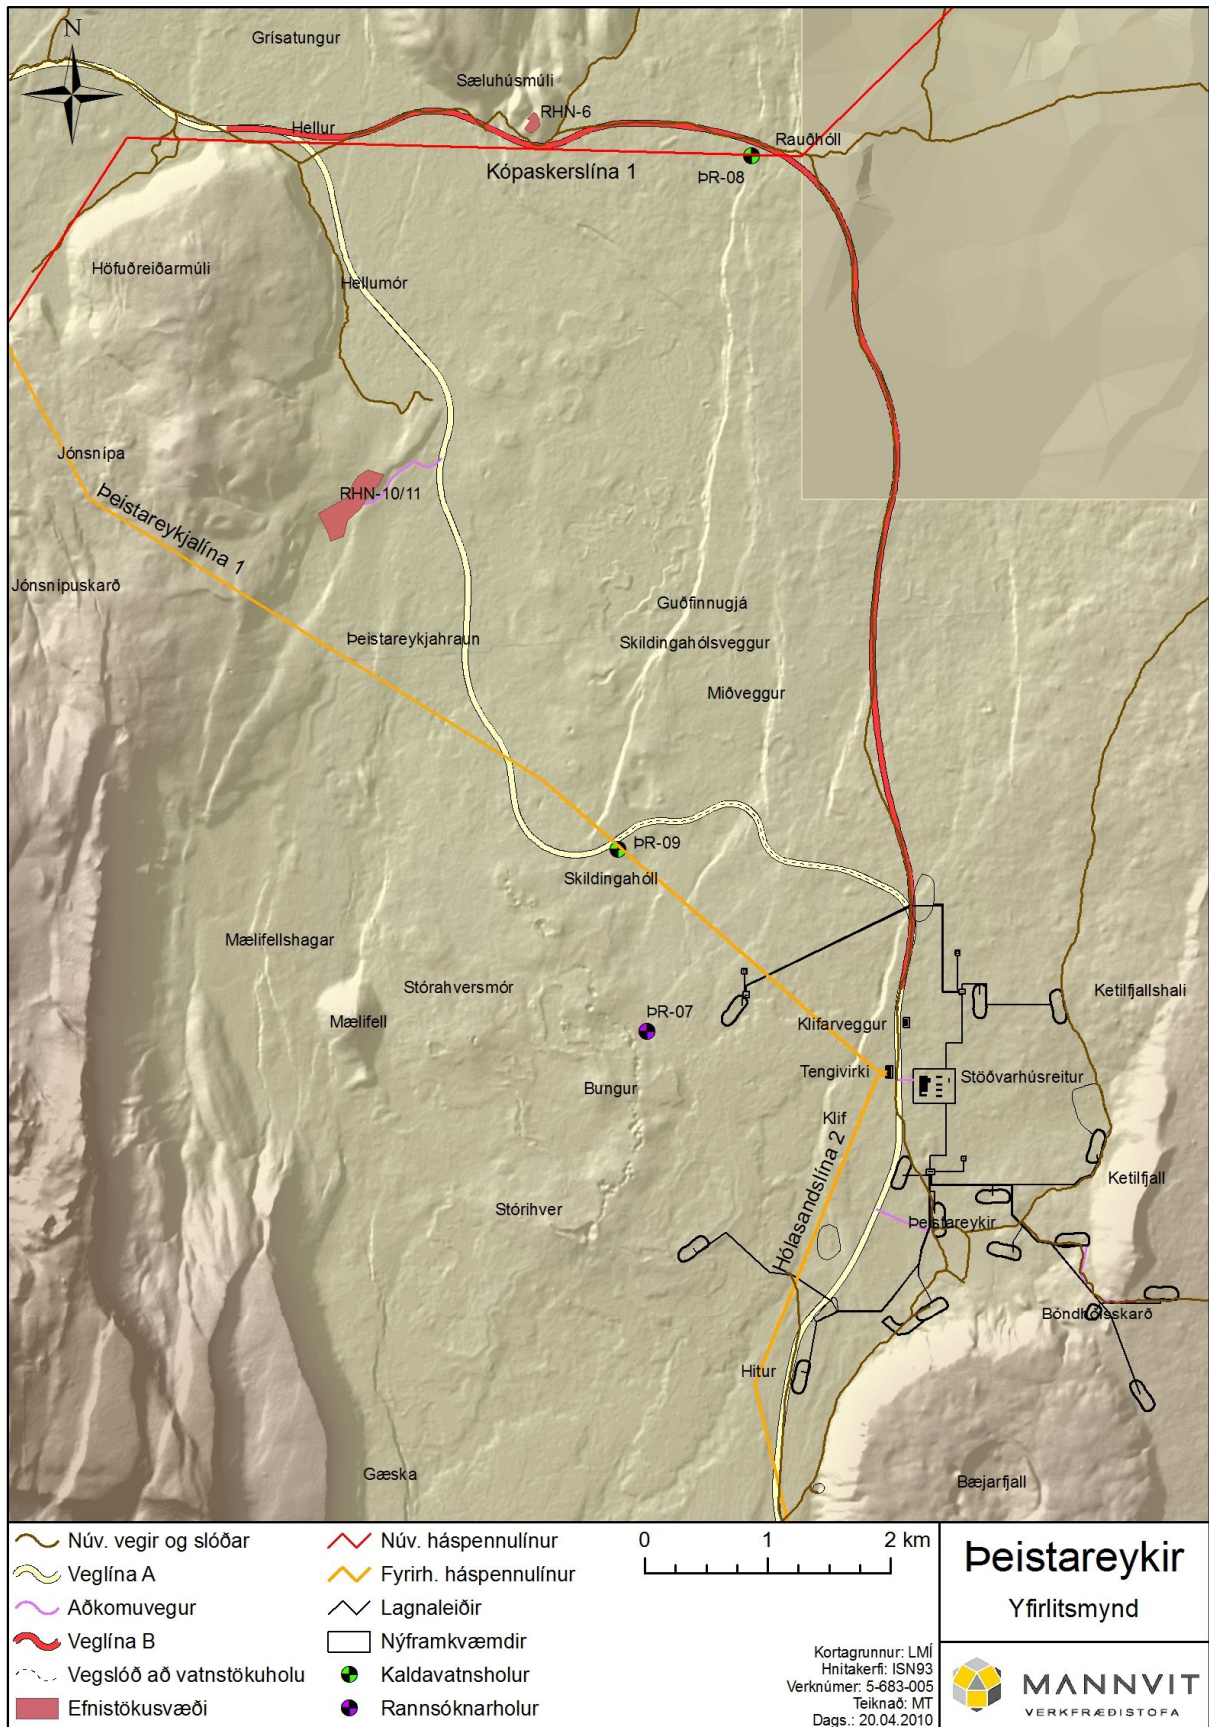 N
Grísatungur
Sæluhúsmúli
RHN-6
Hellur
Rauðhóll
Kópaskerslína 1
ÞR-08
Höfuðreiðarmúli
Hellumór
Jónsnípa
RHN-10/11
Þeistareykjalína 1
Jónsnípuskarð
Guðfinnugjá
Þeistareykjahraun
Skildingahólsveggur
Miðveggur
ÞR-09
Skildingahóll
Mælifellshagar
Stórahversmór
Ketilfjallshali
Mælifell
ÞR-07
Klifarveggur
Tengivirki
Stöðvarhúsreitur
Bungur
Klif
Ketilfjall
Stórihver
Þeistareykir
Hólasandslína 2
Bóndhólsskarð
Hitur
Gæska
Bæjarfjall
Núv. vegir og slóðar
Veglína A
Aðkomuvegur
Veglína B
Vegslóð að vatnstökuholu
Efnistökusvæði
Núv. háspennulínur
Fyrirh. háspennulínur
Lagnaleiðir
Nýframkvæmdir
Kaldavatnsholur
Rannsóknarholur
0 1 2 km
Kortagrunnur: LMÍ
Hnitakerfi: ISN93
Verknúmer: 5-683-005
Teiknað: MT
Dags.: 20.04.2010
Þeistareykir
Yfirlitsmynd
MANNVIT
VERKFRÆÐISTOFA